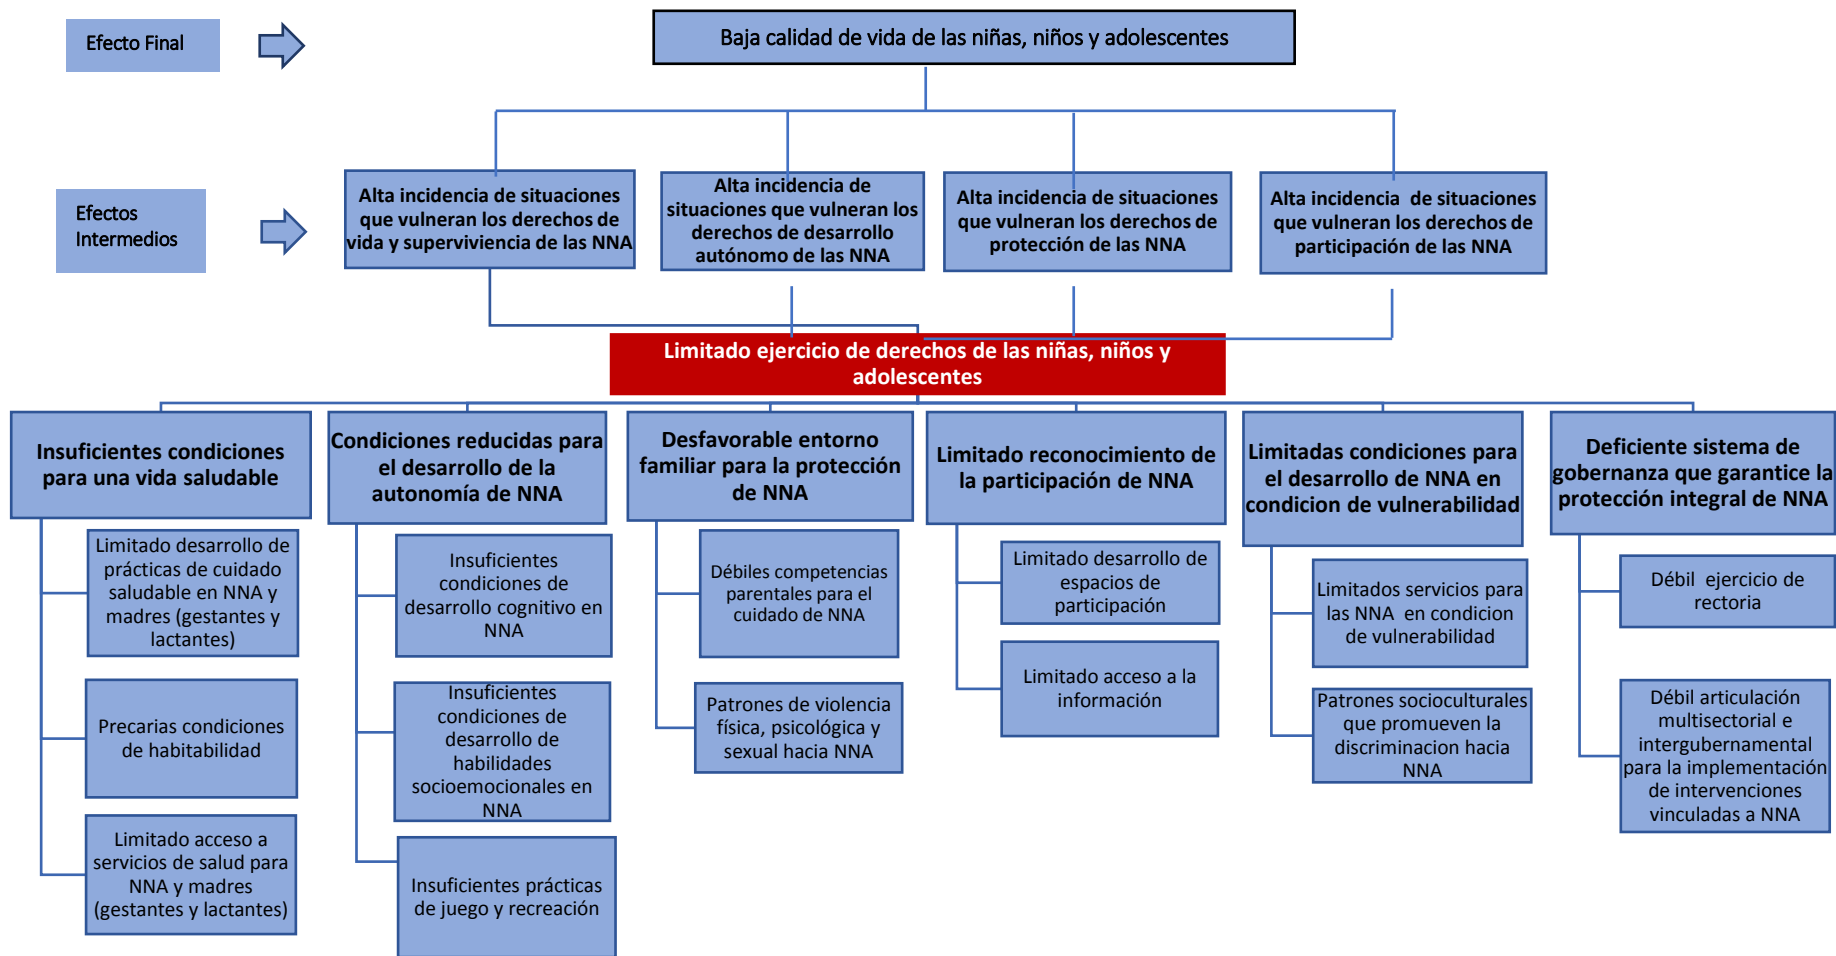 Efecto Final
Baja calidad de vida de las niñas, niños y adolescentes
Efectos
Intermedios
Alta incidencia de situaciones
que vulneran los derechos de
vida y superviviencia de las NNA
Alta incidencia de
situaciones que vulneran los
derechos de desarrollo
autónomo de las NNA
Alta incidencia de situaciones
que vulneran los derechos de
protección de las NNA
Alta incidencia de situaciones
que vulneran los derechos de
participación de las NNA
Limitado ejercicio de derechos de las niñas, niños y
adolescentes
Insuficientes condiciones
para una vida saludable
Limitado desarrollo de
prácticas de cuidado
saludable en NNA y
madres (gestantes y
lactantes)
Precarias condiciones
de habitabilidad
Limitado acceso a
servicios de salud para
NNA y madres
(gestantes y lactantes)
Condiciones reducidas para
el desarrollo de la
autonomía de NNA
Insuficientes
condiciones de
desarrollo cognitivo en
NNA
Insuficientes
condiciones de
desarrollo de
habilidades
socioemocionales en
NNA
Insuficientes prácticas
de juego y recreación
Desfavorable entorno
familiar para la protección
de NNA
Débiles competencias
parentales para el
cuidado de NNA
Patrones de violencia
física, psicológica y
sexual hacia NNA
Limitado reconocimiento de
la participación de NNA
Limitado desarrollo de
espacios de
participación
Limitado acceso a la
información
Limitadas condiciones para
el desarrollo de NNA en
condicion de vulnerabilidad
Limitados servicios para
las NNA en condicion
de vulnerabilidad
Patrones socioculturales
que promueven la
discriminacion hacia
NNA
Deficiente sistema de
gobernanza que garantice la
protección integral de NNA
Débil ejercicio de
rectoria
Débil articulación
multisectorial e
intergubernamental
para la implementación
de intervenciones
vinculadas a NNA